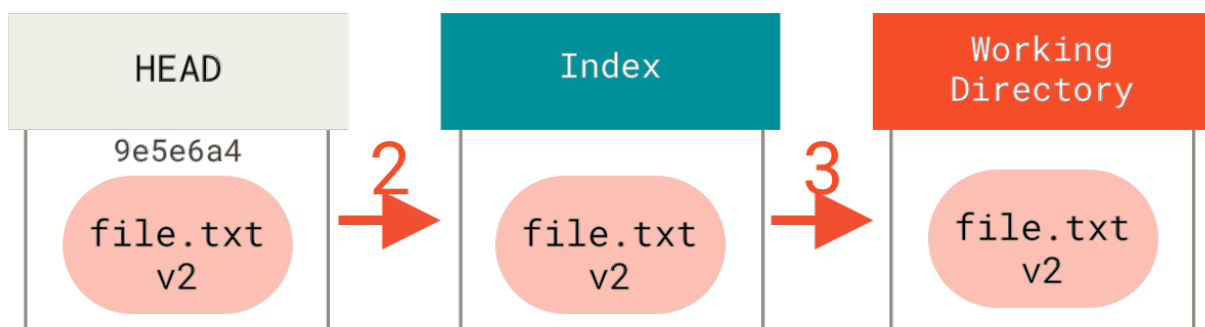 HEAD
Index
Working
Directory
9e5e6a4
2
3
file.txt
v2
file.txt
v2
file.txt
v2